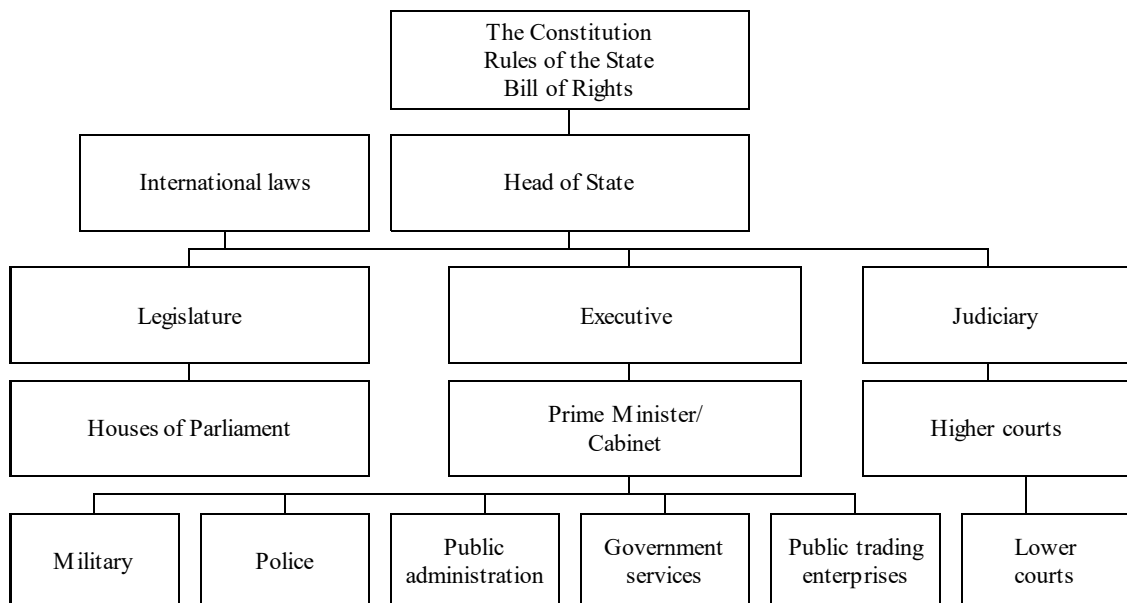 The Constitution
Rules of the State
Bill of Rights
International laws
Head of State
Legislature
Executive
Judiciary
Houses of Parliament
Prime Minister/
Cabinet
Higher courts
Military
Police
Public
administration
Government
services
Public trading
enterprises
Lower
courts